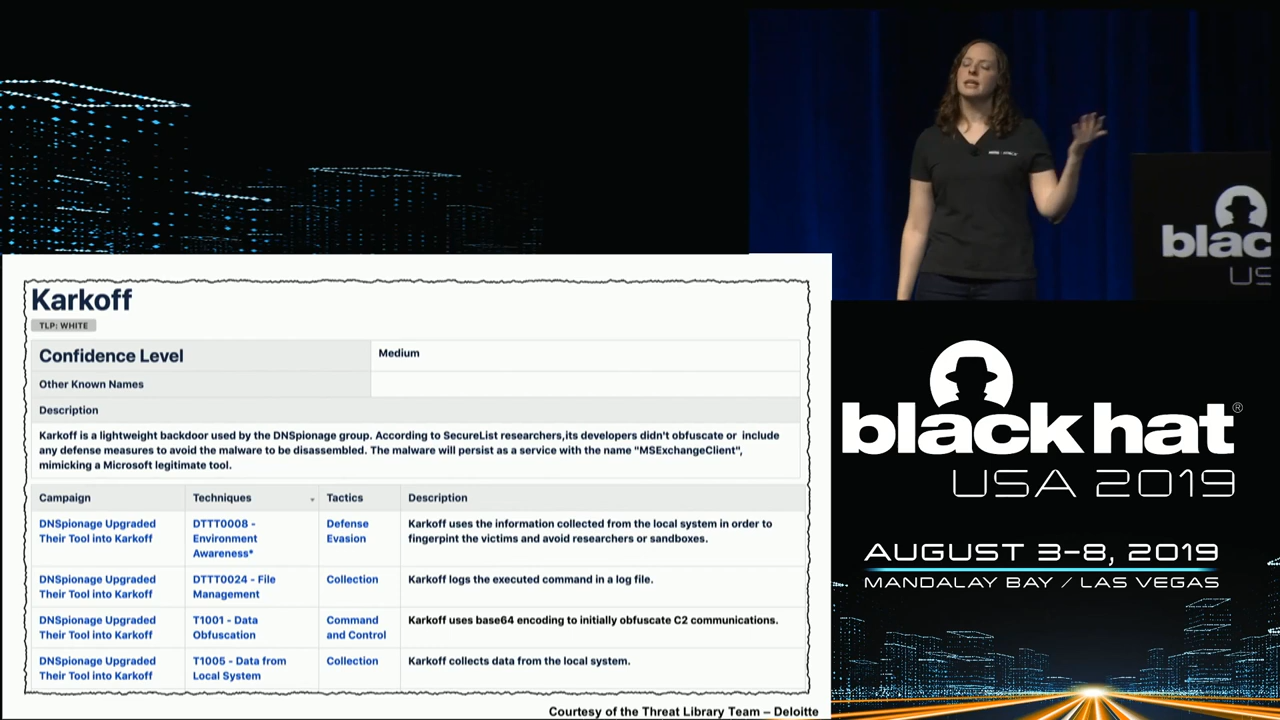 blac
US
Karkoff
TLP: WHITE
Confidence Level
Medium
Other Known Names
Description
Karkoff is a lightweight backdoor used by the DNSpionage group. According to SecureList researchers,its developers didn't obfuscate or include
any defense measures to avoid the malware to be disassembled. The malware will persist as a service with the name "MSExchangeClient",
mimicking a Microsoft legitimate tool.
Campaign Techniques Tactics Description
DNSpionage Upgraded
Their Tool into Karkoff
DTTT0008 -
Environment
Awareness*
Defense
Evasion
Karkoff uses the information collected from the local system in order to
fingerpint the victims and avoid researchers or sandboxes.
DNSpionage Upgraded
Their Tool into Karkoff
DTTT0024 - File
Management
Collection
Karkoff logs the executed command in a log file.
DNSpionage Upgraded
Their Tool into Karkoff
T1001 - Data
Obfuscation
Command
and Control
Karkoff uses base64 encoding to initially obfuscate C2 communications.
DNSpionage Upgraded
Their Tool into Karkoff
T1005 - Data from
Local System
Collection
Karkoff collects data from the local system.
Courtesy of the Threat Library Team – Deloitte
black hat®
USA 2019
AUGUST 3-8, 2019
MANDALAY BAY / LAS VEGAS